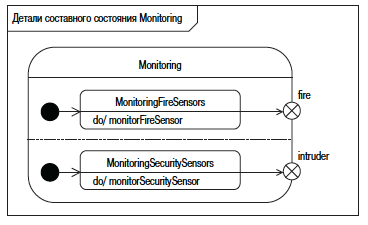 Детали составного состояния Monitoring
Monitoring
fire
MonitoringFireSensors
do/ monitorFireSensor
intruder
MonitoringSecuritySensors
do/ monitorSecuritySensor